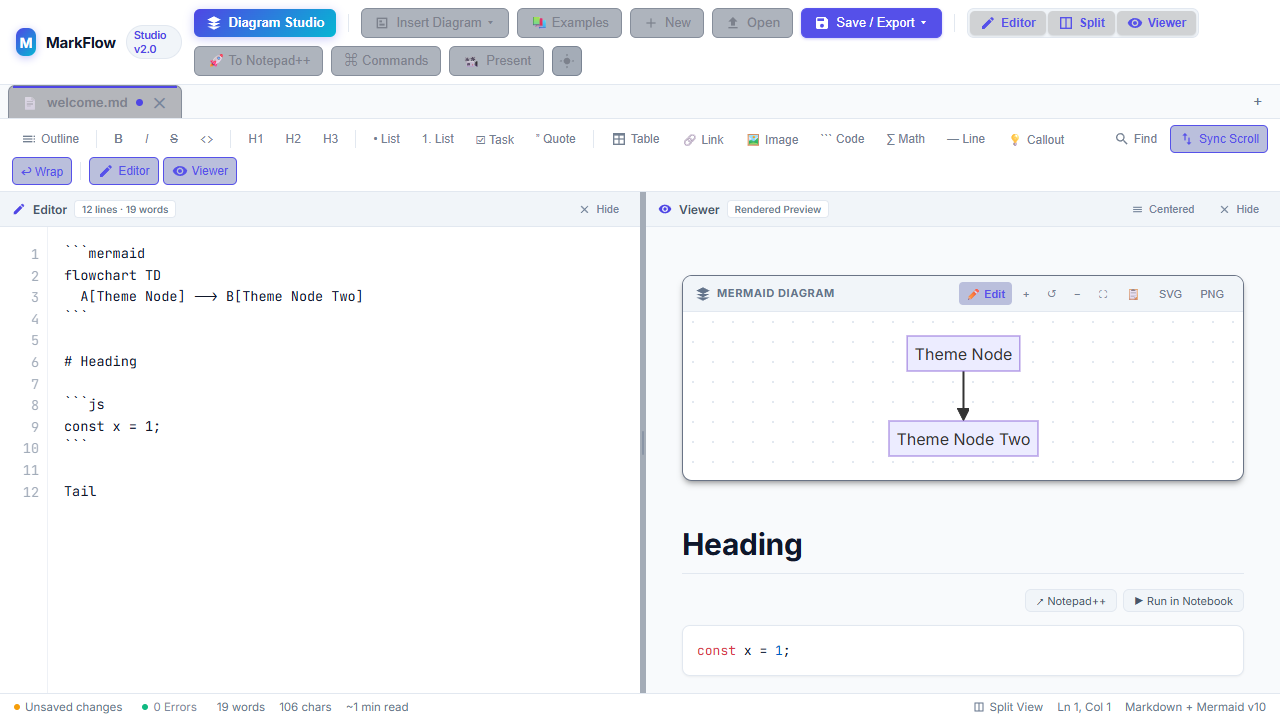 M MarkFlow Studio v2.0
Diagram Studio Insert Diagram Examples + New Open Save / Export Editor Split Viewer
To Notepad++ ⌘ Commands Present
welcome.md
+
Outline B I S <> H1 H2 H3 • List 1. List ☑ Task " Quote Table Link Image ``` Code ∑ Math — Line Callout Find Sync Scroll
↩ Wrap Editor Viewer
Editor 12 lines · 19 words Hide
Viewer Rendered Preview Centered Hide
1 ```mermaid
2 flowchart TD
3 A[Theme Node] --> B[Theme Node Two]
4 ```
5
6 # Heading
7
8 ```js
9 const x = 1;
10 ```
11
12 Tail
MERMAID DIAGRAM Edit + ↺ − SVG PNG
Theme Node
Theme Node Two
Heading
↗ Notepad++ ▶ Run in Notebook
const x = 1;
Unsaved changes 0 Errors 19 words 106 chars ~1 min read Split View Ln 1, Col 1 Markdown + Mermaid v10